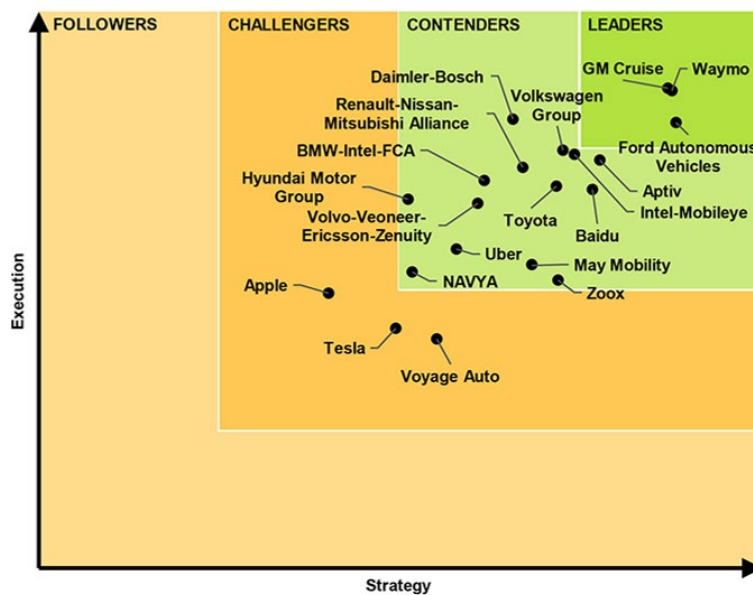 FOLLOWERS
CHALLENGERS
CONTENDERS
LEADERS
GM Cruise
Waymo
Daimler-Bosch
Volkswagen
Group
Renault-Nissan-
Mitsubishi Alliance
Ford Autonomous
Vehicles
BMW-Intel-FCA
Aptiv
Hyundai Motor
Group
Intel-Mobileye
Volvo-Veoneer-
Ericsson-Zenuity
Toyota
Baidu
Uber
May Mobility
NAVYA
Zoox
Apple
Tesla
Voyage Auto
Execution
Strategy